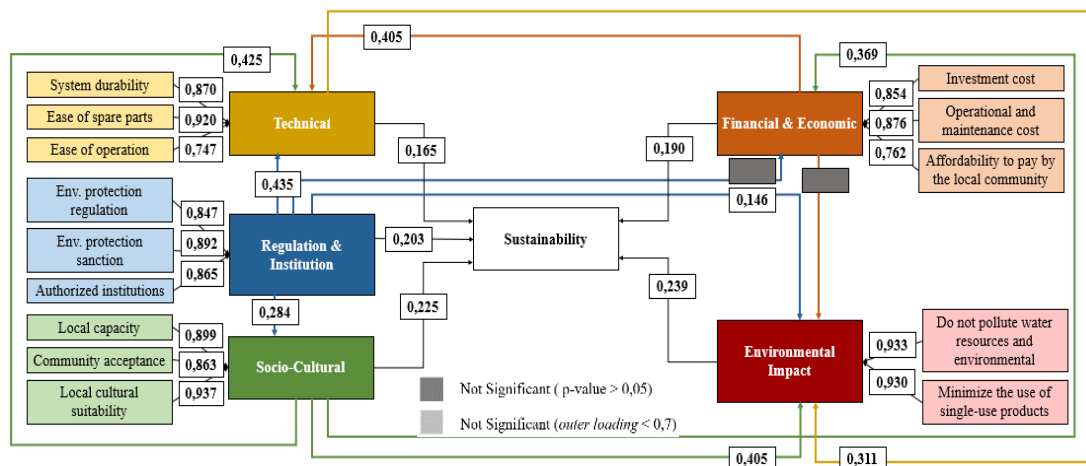 0,405
0,425
0,369
System durability
0,870
Ease of spare parts
0,920
Ease of operation
0,747
Technical
0,165
Financial & Economic
0,190
0,854
Investment cost
0,876
Operational and
maintenance cost
0,762
Affordability to pay by
the local community
0,435
0,146
Env. protection
regulation
0,847
Env. protection
sanction
0,892
Authorized institutions
0,865
Regulation &
Institution
0,203
Sustainability
0,284
0,225
0,239
Local capacity
0,899
Community acceptance
0,863
Local cultural
suitability
0,937
Socio-Cultural
Environmental
Impact
0,933
Do not pollute water
resources and
environmental
0,930
Minimize the use of
single-use products
Not Significant ( p-value > 0,05)
Not Significant (outer loading < 0,7)
0,405
0,311